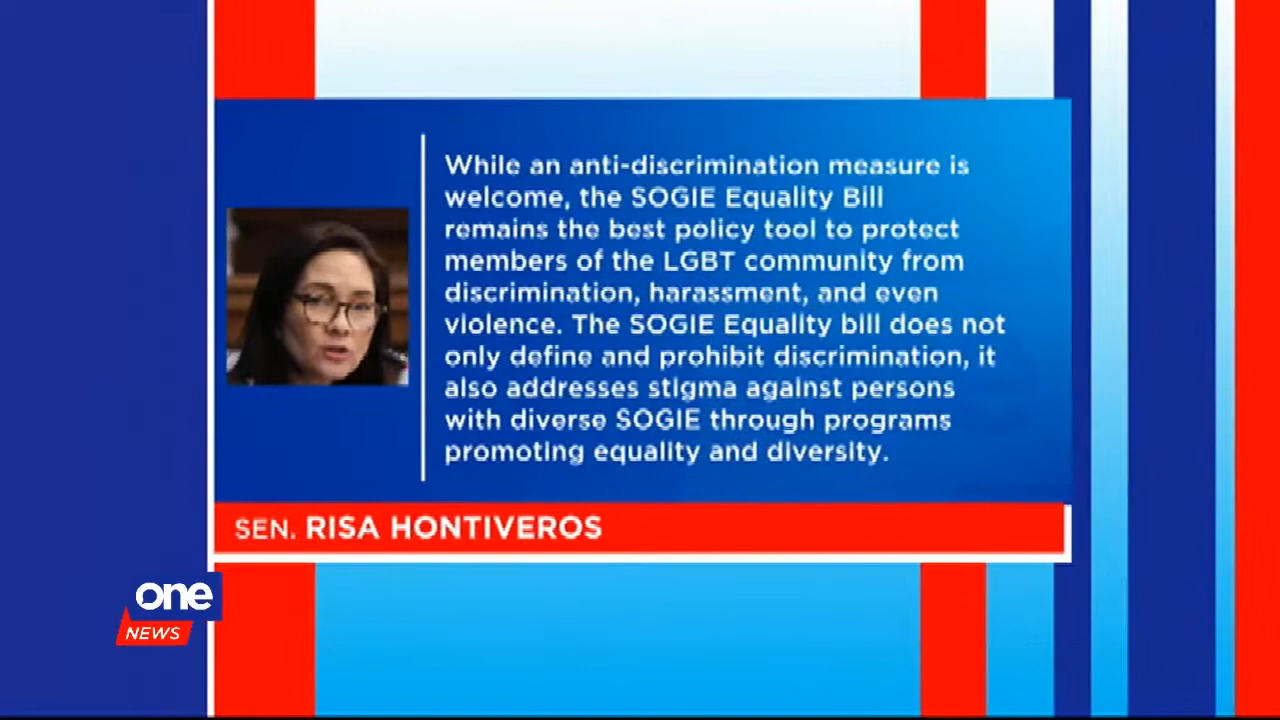 While an anti-discrimination measure is
welcome, the SOGIE Equality Bill
remains the best policy tool to protect
members of the LGBT community from
discrimination, harassment, and even
violence. The SOGIE Equality bill does not
only define and prohibit discrimination, it
also addresses stigma against persons
with diverse SOGIE through programs
promoting equality and diversity.
SEN. RISA HONTIVEROS
one
NEWS